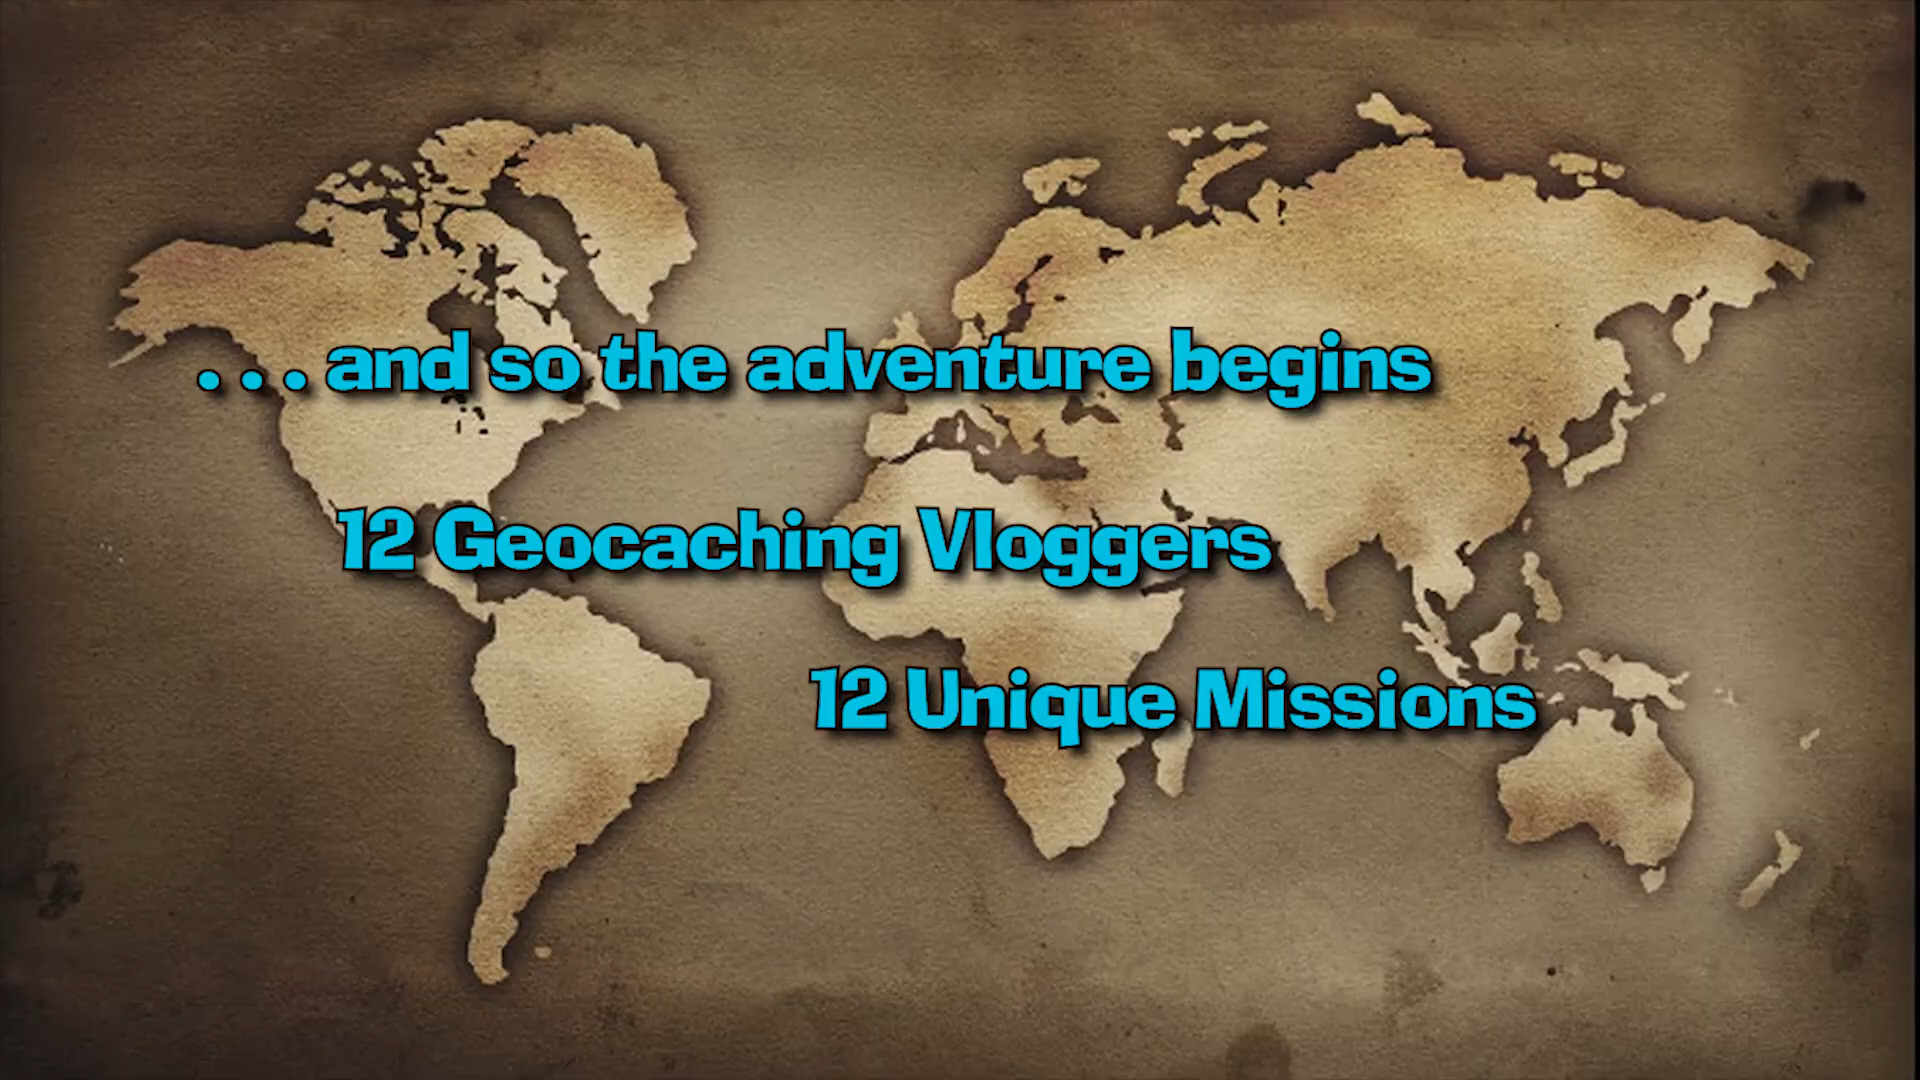 . . . and so the adventure begins
12 Geocaching Vloggers
12 Unique Missions